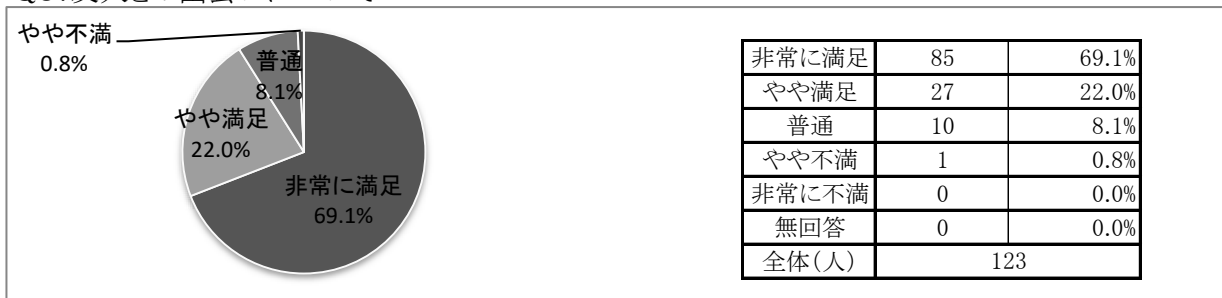 やや不満
0.8%
普通
8.1%
やや満足
22.0%
非常に満足
69.1%
非常に満足 85 69.1%
やや満足 27 22.0%
普通 10 8.1%
やや不満 1 0.8%
非常に不満 0 0.0%
無回答 0 0.0%
全体(人) 123